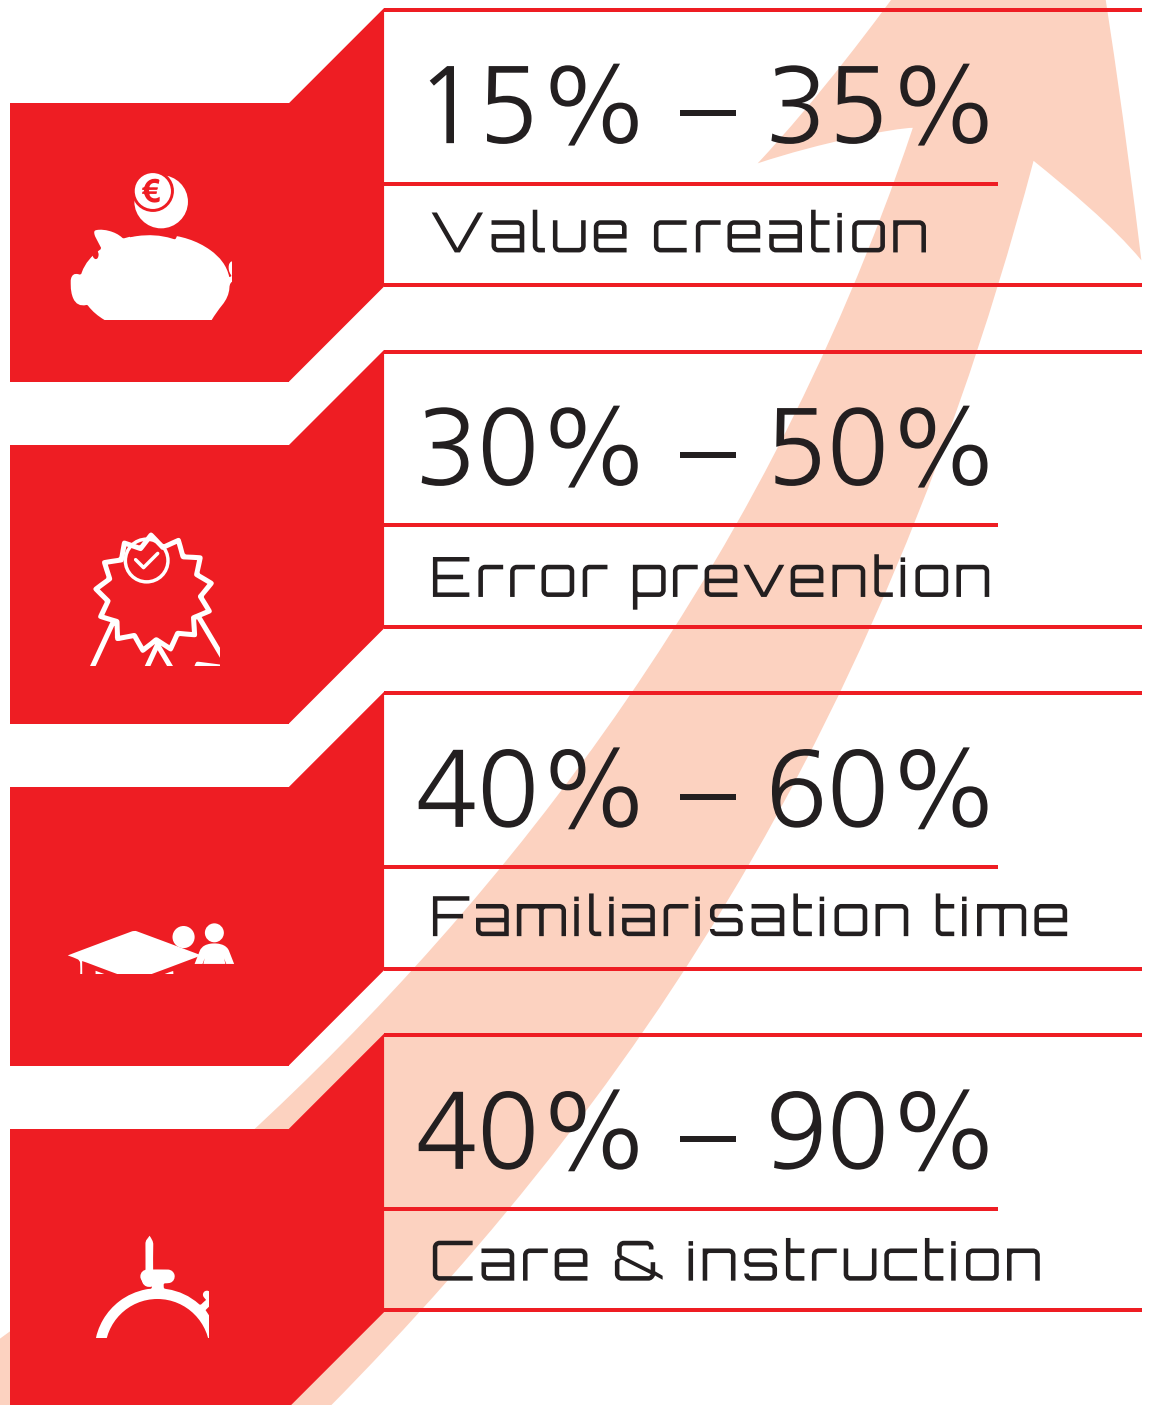 €
15% – 35%
Value creation
30% – 50%
Error prevention
40% – 60%
Familiarisation time
40% – 90%
Care & instruction